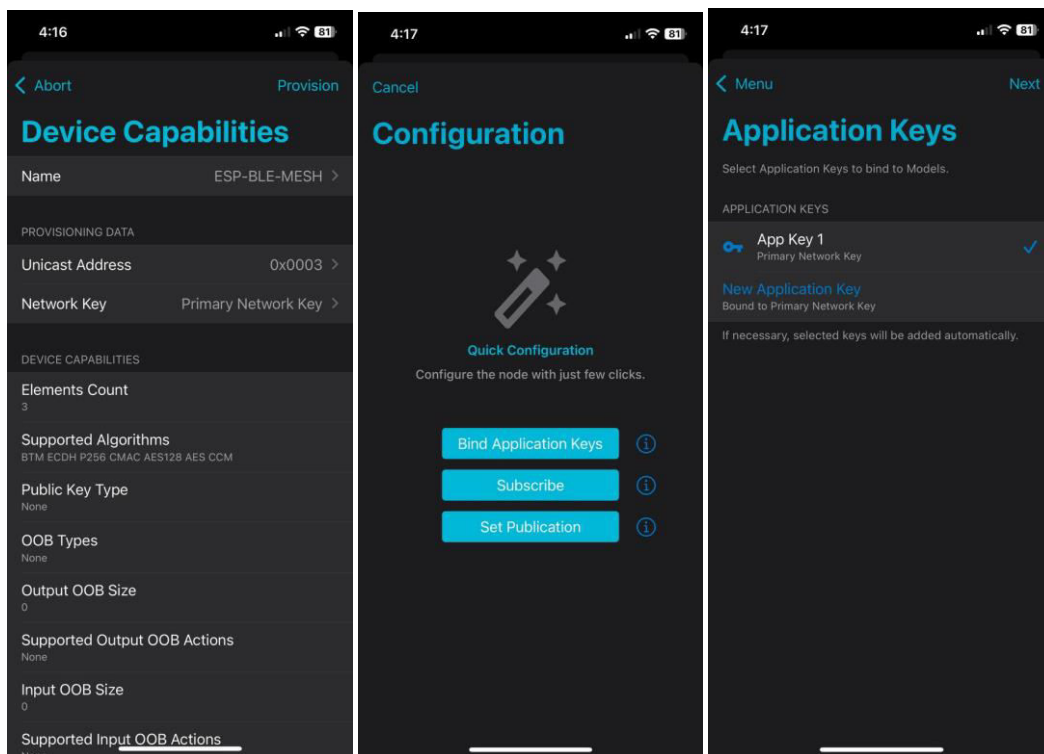 4:16
81
Abort
Provision
Device Capabilities
Name
ESP-BLE-MESH
PROVISIONING DATA
Unicast Address
0x0003
Network Key
Primary Network Key
DEVICE CAPABILITIES
Elements Count
3
Supported Algorithms
BTM ECDH P256 CMAC AES128 AES CCM
Public Key Type
None
OOB Types
None
Output OOB Size
0
Supported Output OOB Actions
None
Input OOB Size
0
Supported Input OOB Actions
4:17
81
Cancel
Configuration
Quick Configuration
Configure the node with just few clicks.
Bind Application Keys
Subscribe
Set Publication
4:17
81
Menu
Next
Application Keys
Select Application Keys to bind to Models.
APPLICATION KEYS
App Key 1
Primary Network Key
New Application Key
Bound to Primary Network Key
If necessary, selected keys will be added automatically.